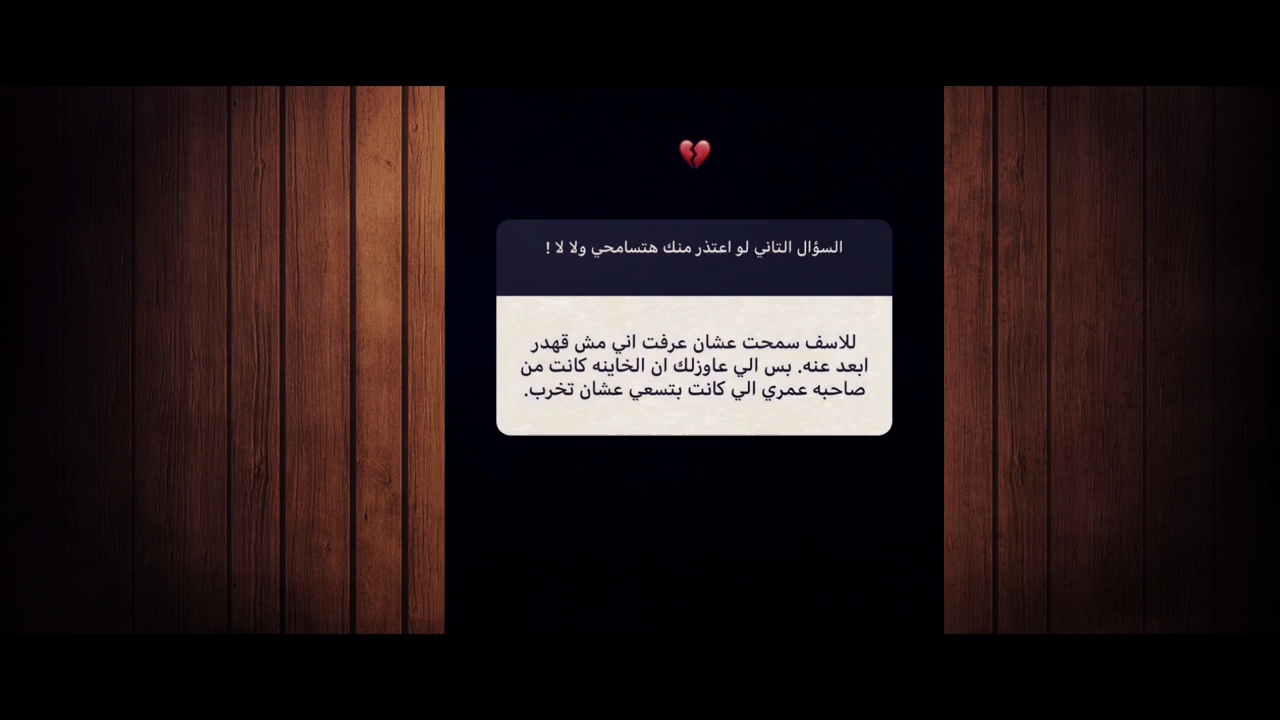 السؤال التاني لو اعتذر منك هتسامحي ولا لا !
للاسف سمحت عشان عرفت اني مش قهدر
ابعد عنه. بس الي عاوزلك ان الخاينه كانت من
صاحبه عمري الي كانت بتسعي عشان تخرب.